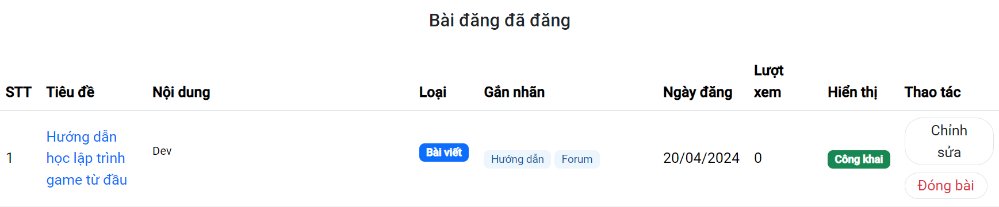 Bài đăng đã đăng
STT Tiêu đề Nội dung Loại Gắn nhãn Ngày đăng Lượt xem Hiển thị Thao tác
1 Hướng dẫn học lập trình game từ đầu Dev Bài viết Hướng dẫn Forum 20/04/2024 0 Công khai Chỉnh sửa
Đóng bài